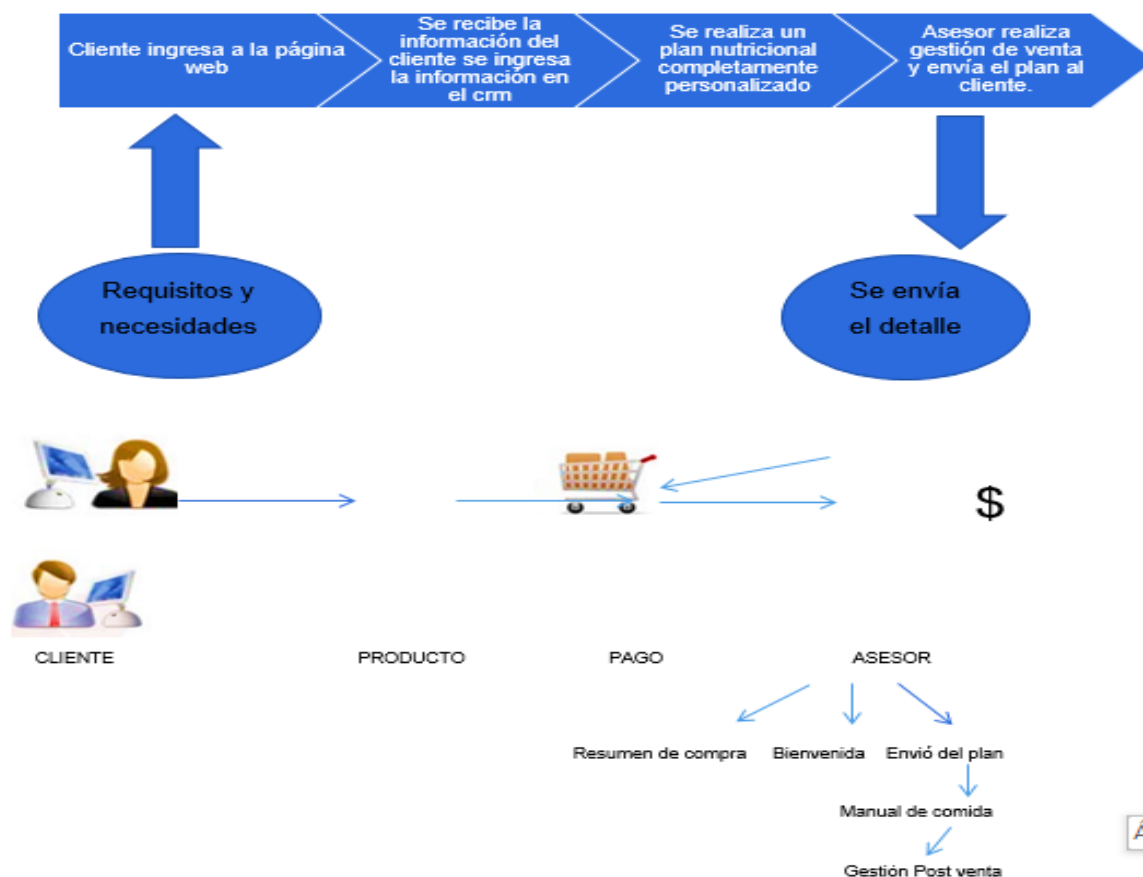 Cliente ingresa a la página
web
Se recibe la
información del
cliente se ingresa
la información en
el crm
Se realiza un
plan nutricional
completamente
personalizado
Asesor realiza
gestión de venta
y envía el plan al
cliente.
Requisitos y
necesidades
Se envía
el detalle
$
CLIENTE
PRODUCTO
PAGO
ASESOR
Resumen de compra
Bienvenida
Envió del plan
Manual de comida
Gestión Post venta